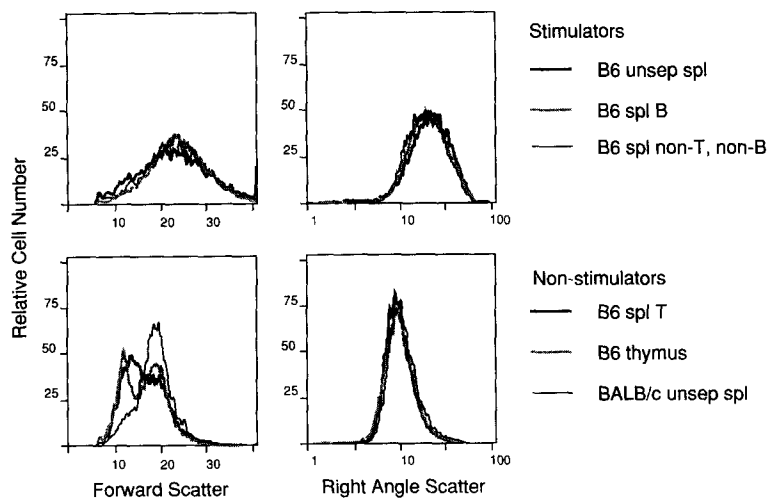 Relative Cell Number
75
50
25
10 20 30
75
50
25
1 10 100
Stimulators
B6 unsep spl
B6 spl B
B6 spl non-T, non-B
75
50
25
10 20 30
Forward Scatter
75
50
25
1 10 100
Right Angle Scatter
Non-stimulators
B6 spl T
B6 thymus
BALB/c unsep spl